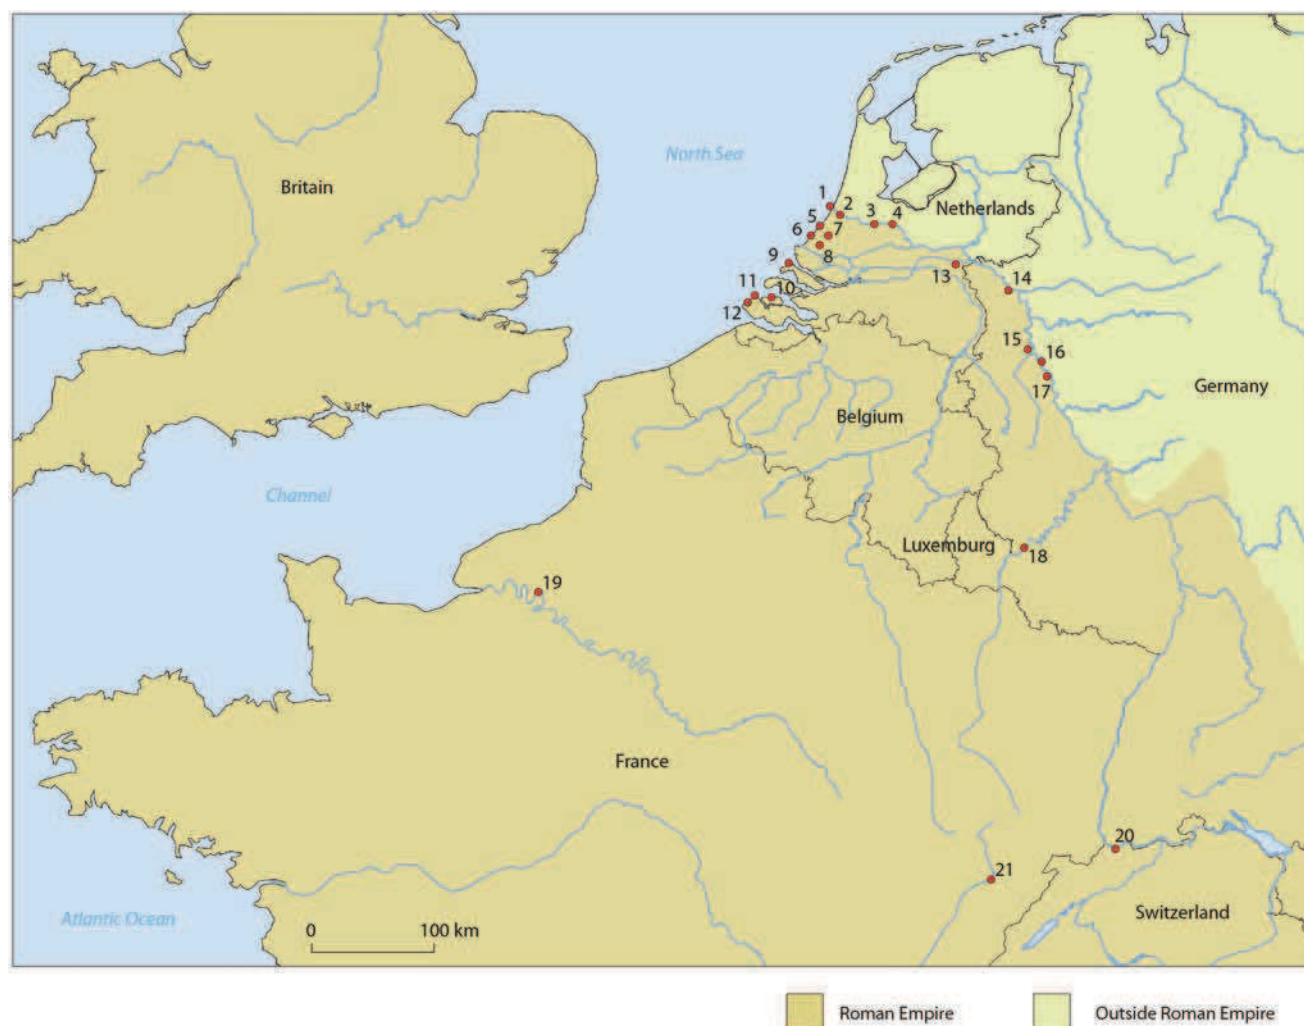 North Sea
Britain
Netherlands
1
2
3
4
5
6
7
8
9
10
11
12
13
14
15
16
17
Germany
Belgium
Channel
Luxemburg
18
19
France
20
21
Switzerland
Atlantic Ocean
0 100 km
Roman Empire
Outside Roman Empire